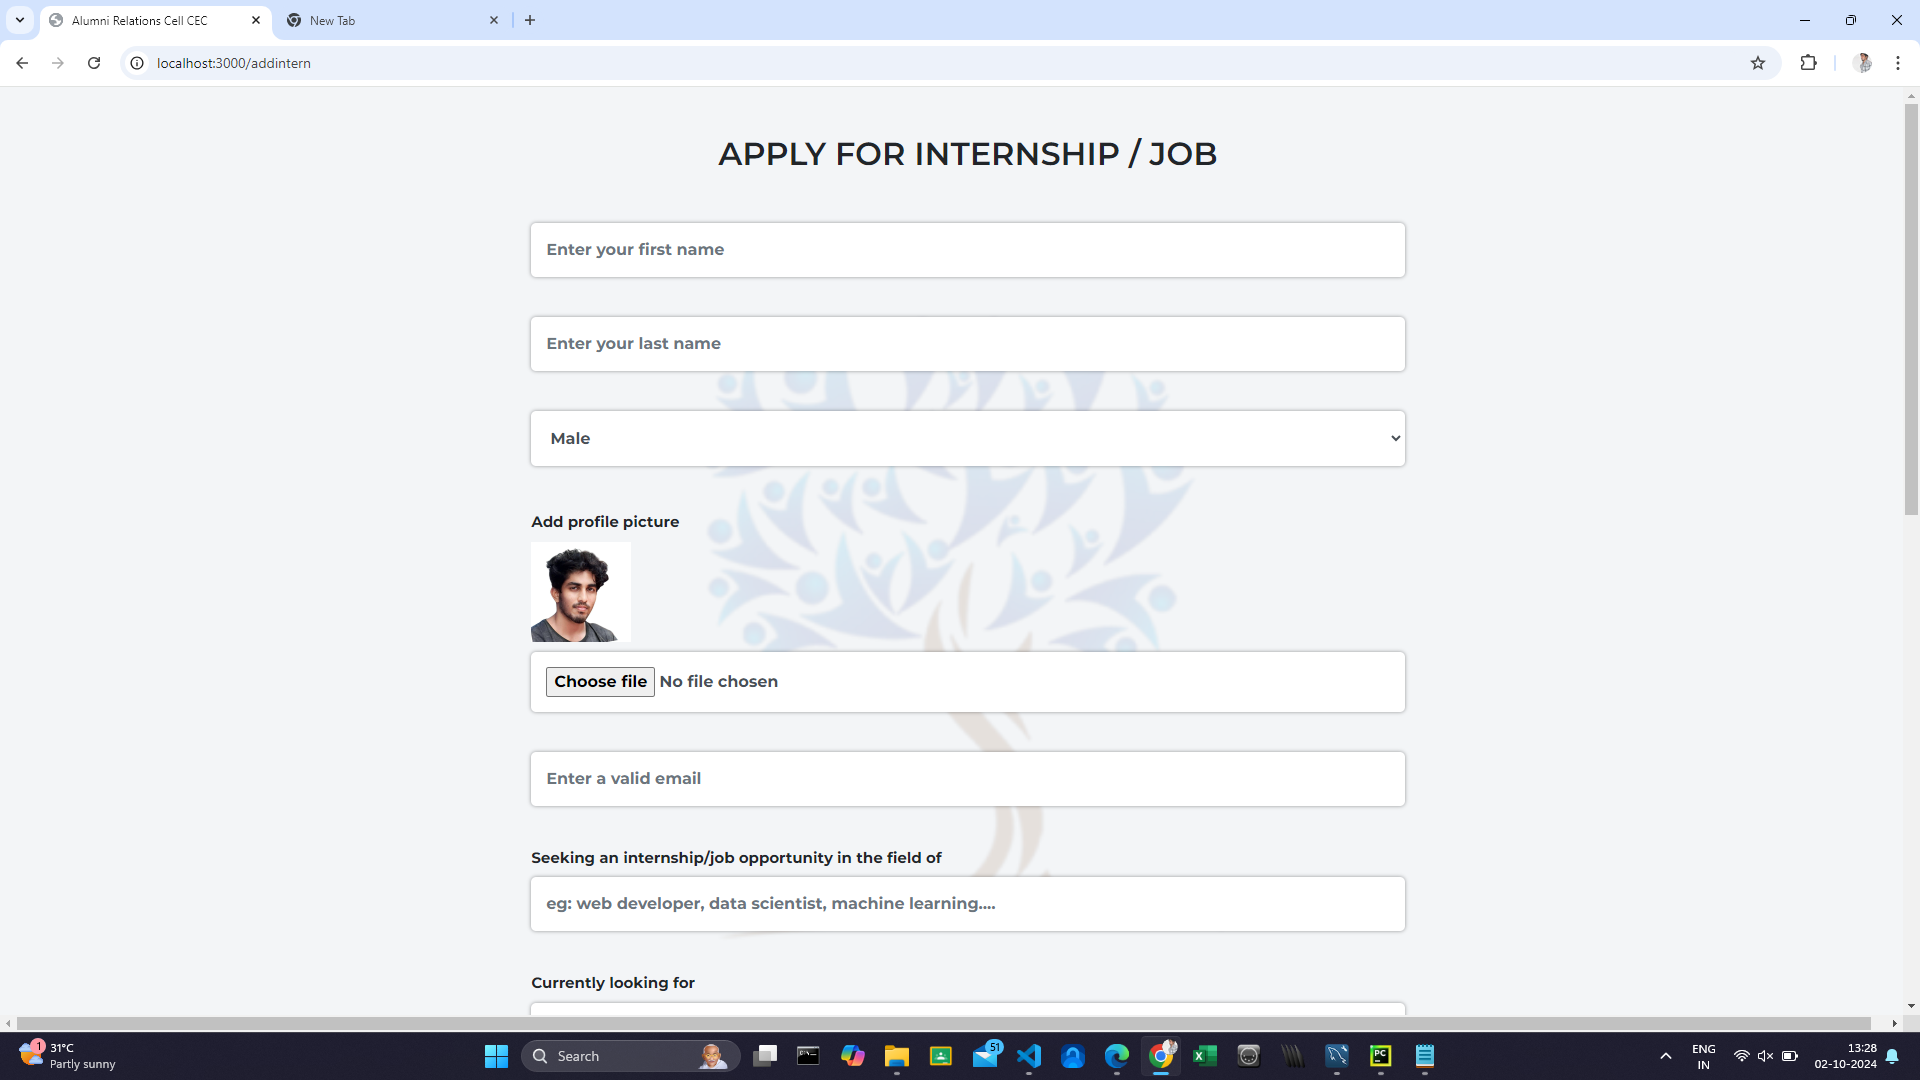 Alumni Relations Cell CEC
New Tab
localhost:3000/addintern
APPLY FOR INTERNSHIP / JOB
Enter your first name
Enter your last name
Male
Add profile picture
Choose file No file chosen
Enter a valid email
Seeking an internship/job opportunity in the field of
eg: web developer, data scientist, machine learning....
Currently looking for
1
31°C
Partly sunny
Search
51
PC
ENG
IN
13:28
02-10-2024